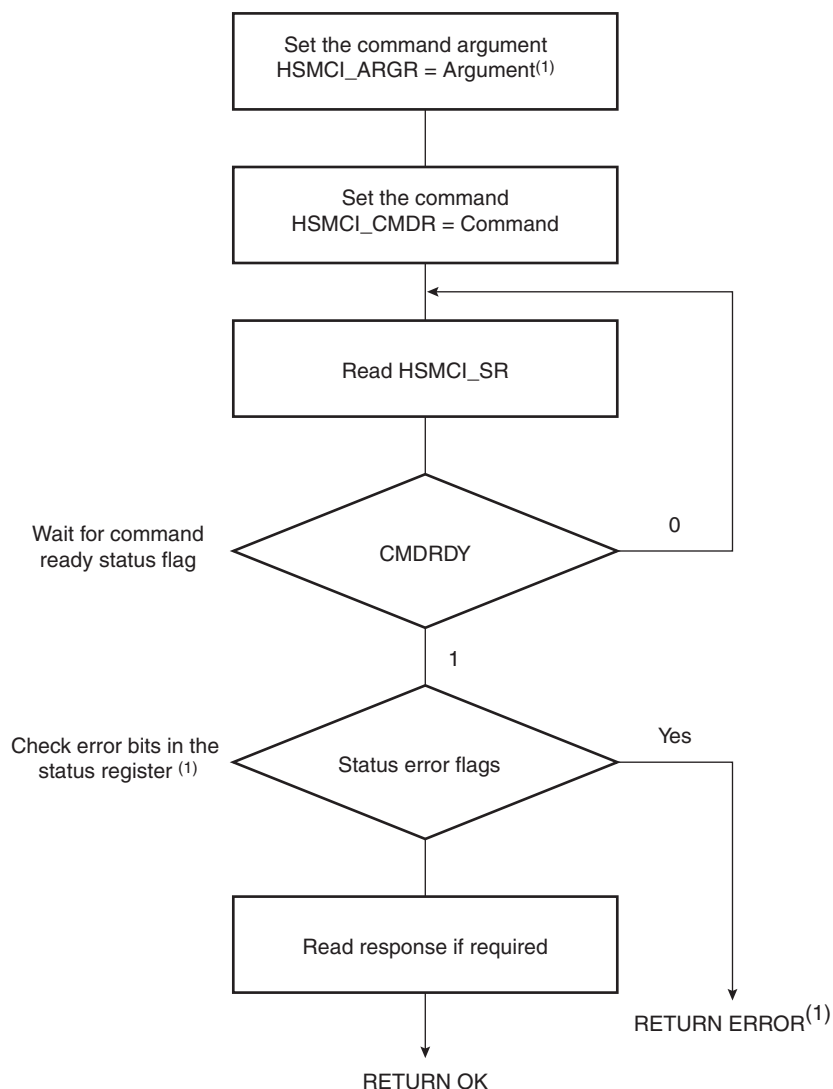 Set the command argument
HSMCI_ARGR = Argument(1)
Set the command
HSMCI_CMDR = Command
Read HSMCI_SR
Wait for command
ready status flag
CMDRDY
0
1
Check error bits in the
status register (1)
Status error flags
Yes
Read response if required
RETURN ERROR(1)
RETURN OK